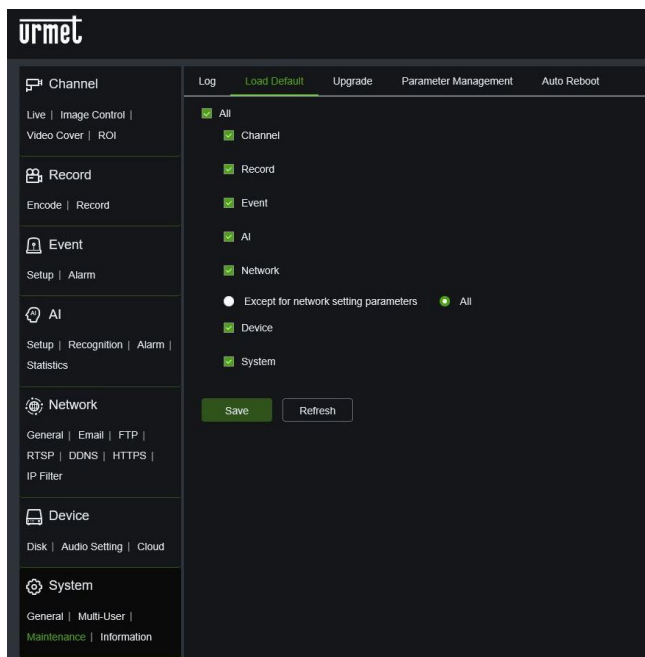 urmet
Channel
Live | Image Control |
Video Cover | ROI
Record
Encode | Record
Event
Setup | Alarm
AI
Setup | Recognition | Alarm |
Statistics
Network
General | Email | FTP |
RTSP | DDNS | HTTPS |
IP Filter
Device
Disk | Audio Setting | Cloud
System
General | Multi-User |
Maintenance | Information
Log Load Default Upgrade Parameter Management Auto Reboot
All
Channel
Record
Event
AI
Network
Except for network setting parameters All
Device
System
Save Refresh